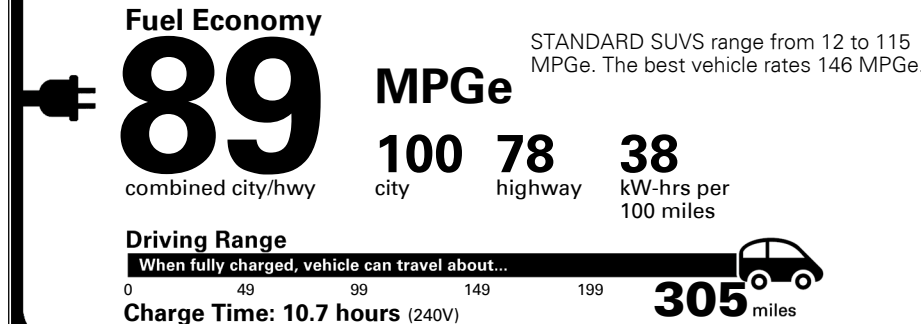 Fuel Economy
89
MPGe
STANDARD SUVS range from 12 to 115
MPGe. The best vehicle rates 146 MPGe.
combined city/hwy
100
city
78
highway
38
kW-hrs per
100 miles
Driving Range
When fully charged, vehicle can travel about...
0 49 99 149 199 305 miles
Charge Time: 10.7 hours (240V)